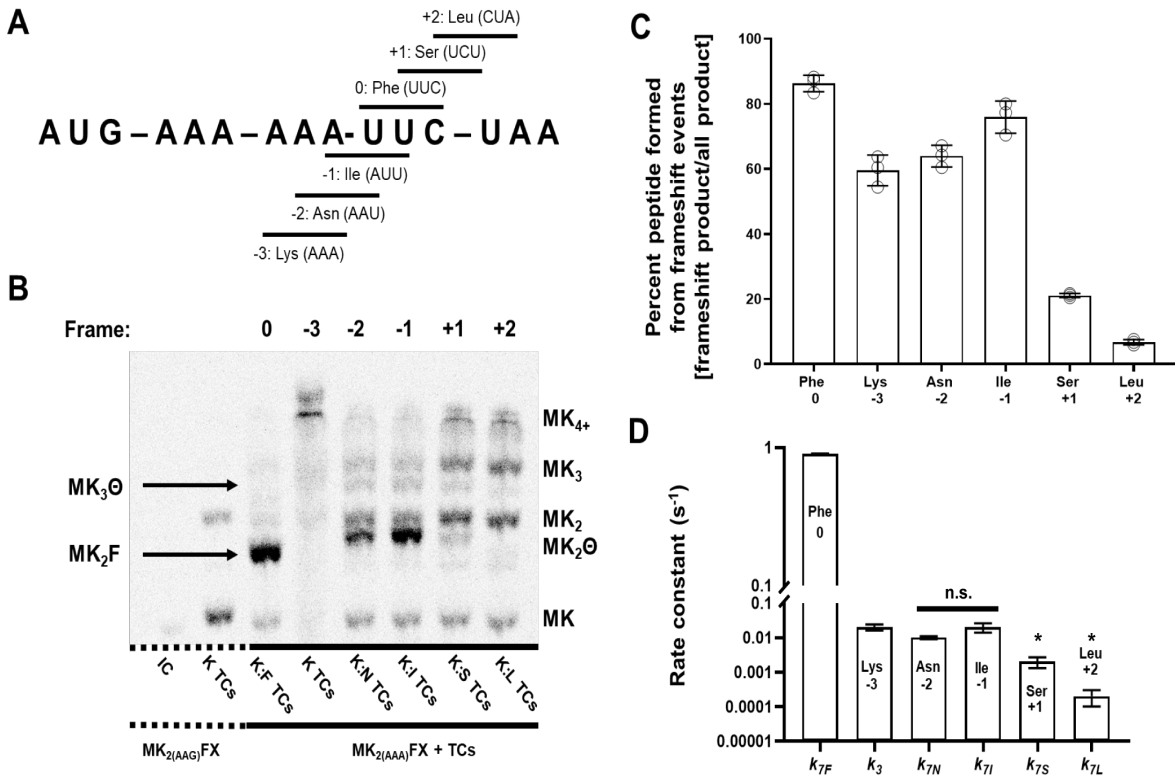 A
+2: Leu (CUA)
+1: Ser (UCU)
0: Phe (UUC)
A U G – A A A – A A A - U U C – U A A
-1: Ile (AUU)
-2: Asn (AAU)
-3: Lys (AAA)
B
Frame: 0 -3 -2 -1 +1 +2
MK4+
MK3
MK3Θ
MK2
MK2F
MK2Θ
MK
IC K TCs K:F TCs K TCs K:N TCs K:I TCs K:S TCs K:L TCs
MK2(AAG)FX MK2(AAA)FX + TCs
C
Percent peptide formed
from frameshift events
[frameshift product/all product]
100
80
60
40
20
0
Phe Lys Asn Ile Ser Leu
0 -3 -2 -1 +1 +2
D
Rate constant (s-1)
1
0.1
0.1
0.01
0.001
0.0001
0.00001
Phe
0
Lys
-3
Asn
-2
Ile
-1
n.s.
*
Ser
+1
*
Leu
+2
k7F k3 k7N k7I k7S k7L